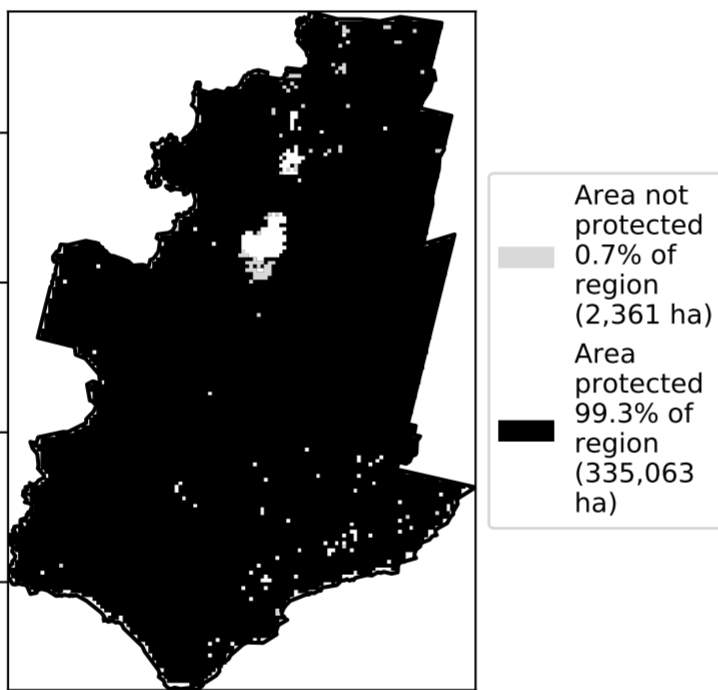 Area not
protected
0.7% of
region
(2,361 ha)
Area
protected
99.3% of
region
(335,063
ha)